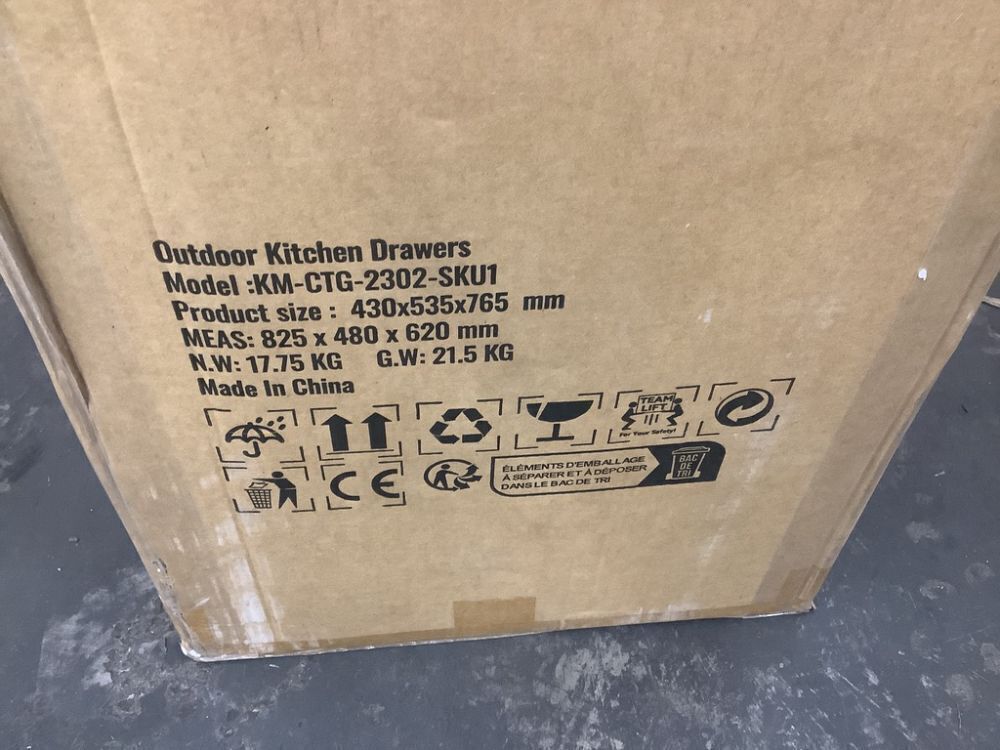 Outdoor Kitchen Drawers
Model :KM-CTG-2302-SKU1
Product size : 430x535x765 mm
MEAS: 825 x 480 x 620 mm
N.W: 17.75 KG G.W: 21.5 KG
Made In China
TEAM
LIFT
For Your Safety!
CE
ÉLÉMENTS D'EMBALLAGE
À SÉPARER ET À DÉPOSER
DANS LE BAC DE TRI
BAC
DE
TRI